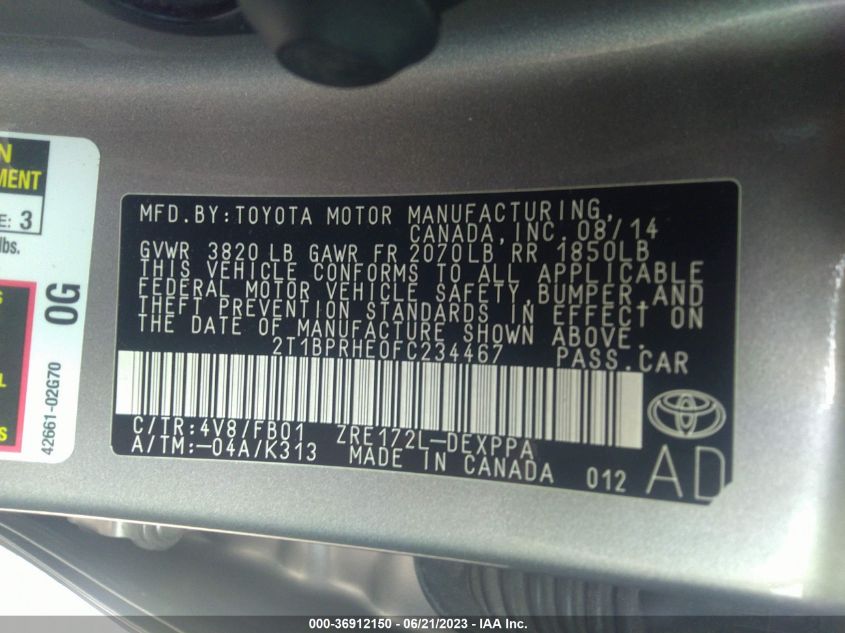 N
MENT
E: 3
lbs.
S
L
S
0G
42661-02G70
MFD.BY:TOYOTA MOTOR MANUFACTURING,
CANADA,INC. 08/14
GVWR 3820 LB GAWR FR 2070LB RR 1850LB
THIS VEHICLE CONFORMS TO ALL APPLICABLE
FEDERAL MOTOR VEHICLE SAFETY,BUMPER,AND
THEFT PREVENTION STANDARDS IN EFFECT ON
THE DATE OF MANUFACTURE SHOWN ABOVE.
2T1BPRHE0FC234467 PASS.CAR
C/TR:4V8/FB01 ZRE172L-DEXPPA
A/TM:-04A/K313 MADE IN CANADA 012 AD
000-36912150 - 06/21/2023 - IAA Inc.